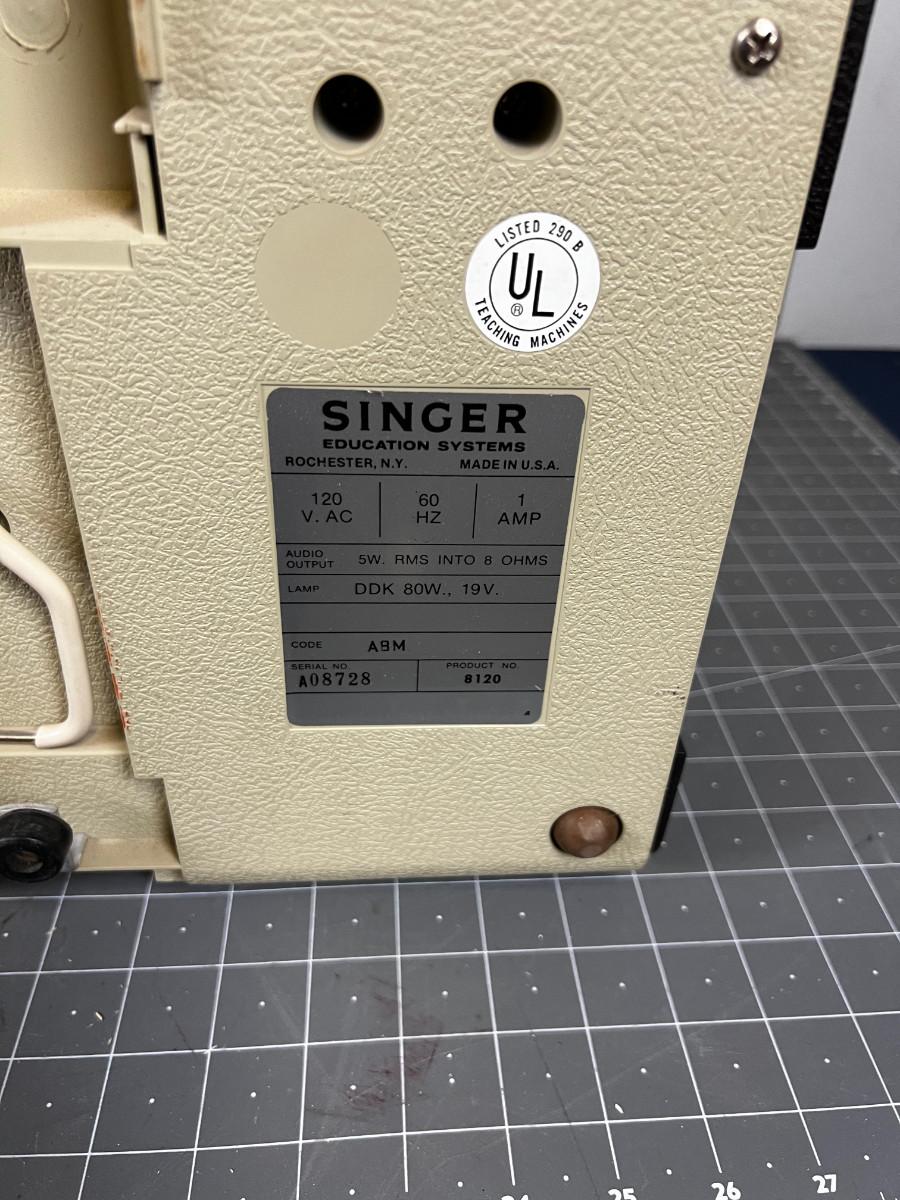 LISTED 290 B
UL
®
TEACHING MACHINES
SINGER
EDUCATION SYSTEMS
ROCHESTER, N.Y. MADE IN U.S.A.
120 V. AC
60 HZ
1 AMP
AUDIO OUTPUT 5W. RMS INTO 8 OHMS
LAMP DDK 80W., 19V.
CODE A9M
SERIAL NO. A08728
PRODUCT NO. 8120
4
25 26 27